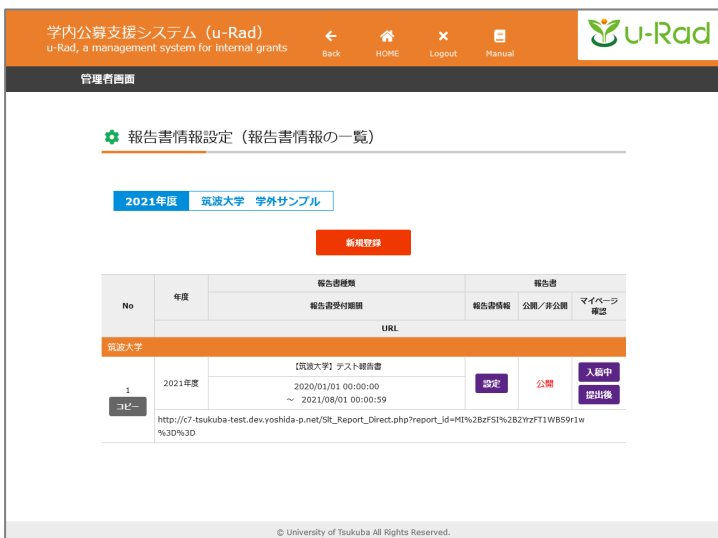 学内公募支援システム（u-Rad）
u-Rad, a management system for internal grants
Back HOME Logout Manual
u-Rad
管理者画面
報告書情報設定（報告書情報の一覧）
2021年度 筑波大学 学外サンプル
新規登録
No 年度 報告書種類 報告書
報告書受付期間 報告書情報 公開／非公開 マイページ
確認
URL
筑波大学
1 2021年度 【筑波大学】テスト報告書 設定 公開 入稿中
コピー 2020/01/01 00:00:00 提出後
～ 2021/08/01 00:00:59
http://c7-tsukuba-test.dev.yoshida-p.net/Slt_Report_Direct.php?report_id=MI%2BzFSI%2B2YrzFT1WBS9r1w
%3D%3D
© University of Tsukuba All Rights Reserved.